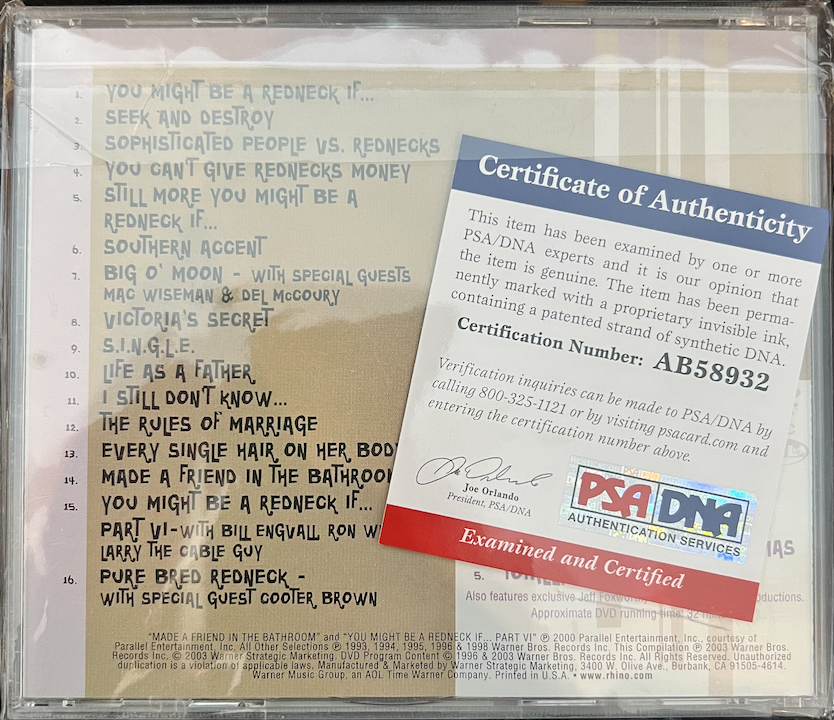 1. YOU MIGHT BE A REDNECK IF...
2. SEEK AND DESTROY
3. SOPHISTICATED PEOPLE VS. REDNECKS
4. YOU CAN'T GIVE REDNECKS MONEY
5. STILL MORE YOU MIGHT BE A
REDNECK IF...
6. SOUTHERN ACCENT
7. BIG O' MOON - WITH SPECIAL GUESTS
MAC WISEMAN & DEL McCOURY
8. VICTORIA'S SECRET
9. S.I.N.G.L.E.
10. LIFE AS A FATHER
11. I STILL DON'T KNOW...
12. THE RULES OF MARRIAGE
13. EVERY SINGLE HAIR ON HER BOD
14. MADE A FRIEND IN THE BATHROO
15. YOU MIGHT BE A REDNECK IF...
PART VI-WITH BILL ENGVALL RON W
LARRY THE CABLE GUY
16. PURE BRED REDNECK -
WITH SPECIAL GUEST COOTER BROWN
Certificate of Authenticity
This item has been examined by one or more
PSA/DNA experts and it is our opinion that
the item is genuine. The item has been perma-
nently marked with a proprietary invisible ink,
containing a patented strand of synthetic DNA.
Certification Number: AB58932
Verification inquiries can be made to PSA/DNA by
calling 800-325-1121 or by visiting psacard.com and
entering the certification number above.
Joe Orlando
President, PSA/DNA
PSA DNA
AUTHENTICATION SERVICES
Examined and Certified
MAS
5.
Also features exclusive Jeff Foxwor
ductions.
Approximate DVD running time: 32
"MADE A FRIEND IN THE BATHROOM" and "YOU MIGHT BE A REDNECK IF... PART VI" ℗ 2000 Parallel Entertainment, Inc., courtesy of
Parallel Entertainment, Inc. All Other Selections ℗ 1993, 1994, 1995, 1996 & 1998 Warner Bros. Records Inc. This Compilation ℗ 2003 Warner Bros.
Records Inc. © 2003 Warner Strategic Marketing. DVD Program Content © 1996 & 2003 Warner Bros. Records Inc. All Rights Reserved. Unauthorized
duplication is a violation of applicable laws. Manufactured & Marketed by Warner Strategic Marketing, 3400 W. Olive Ave., Burbank, CA 91505-4614.
Warner Music Group, an AOL Time Warner Company. Printed in U.S.A. • www.rhino.com